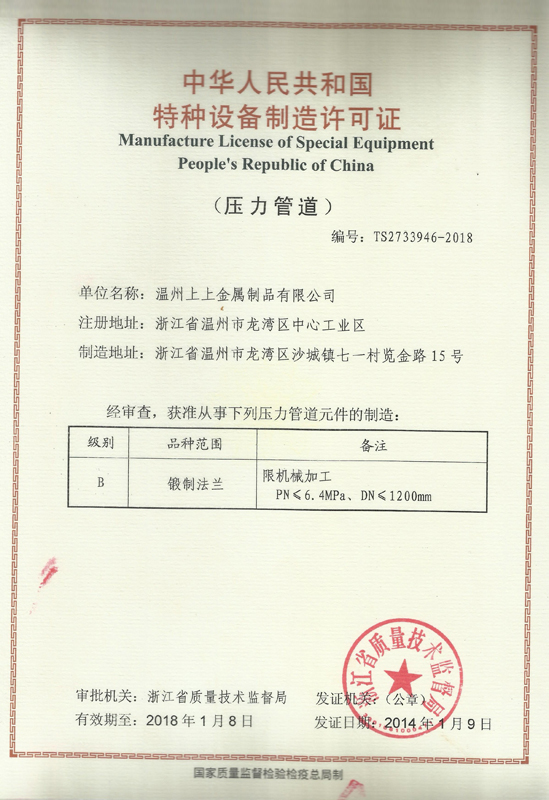 中华人民共和国
特种设备制造许可证
Manufacture License of Special Equipment
People's Republic of China
（压力管道）
编号：TS2733946-2018
单位名称：温州上上金属制品有限公司
注册地址：浙江省温州市龙湾区中心工业区
制造地址：浙江省温州市龙湾区沙城镇七一村览金路15号
经审查，获准从事下列压力管道元件的制造：
级别 品种范围 备注
B 锻制法兰 限机械加工
PN≤6.4MPa、DN≤1200mm
浙江省质量技术监督局
审批机关：浙江省质量技术监督局 发证机关：（公章）
有效期至：2018年1月8日 发证日期：2014年1月9日
国家质量监督检验检疫总局制